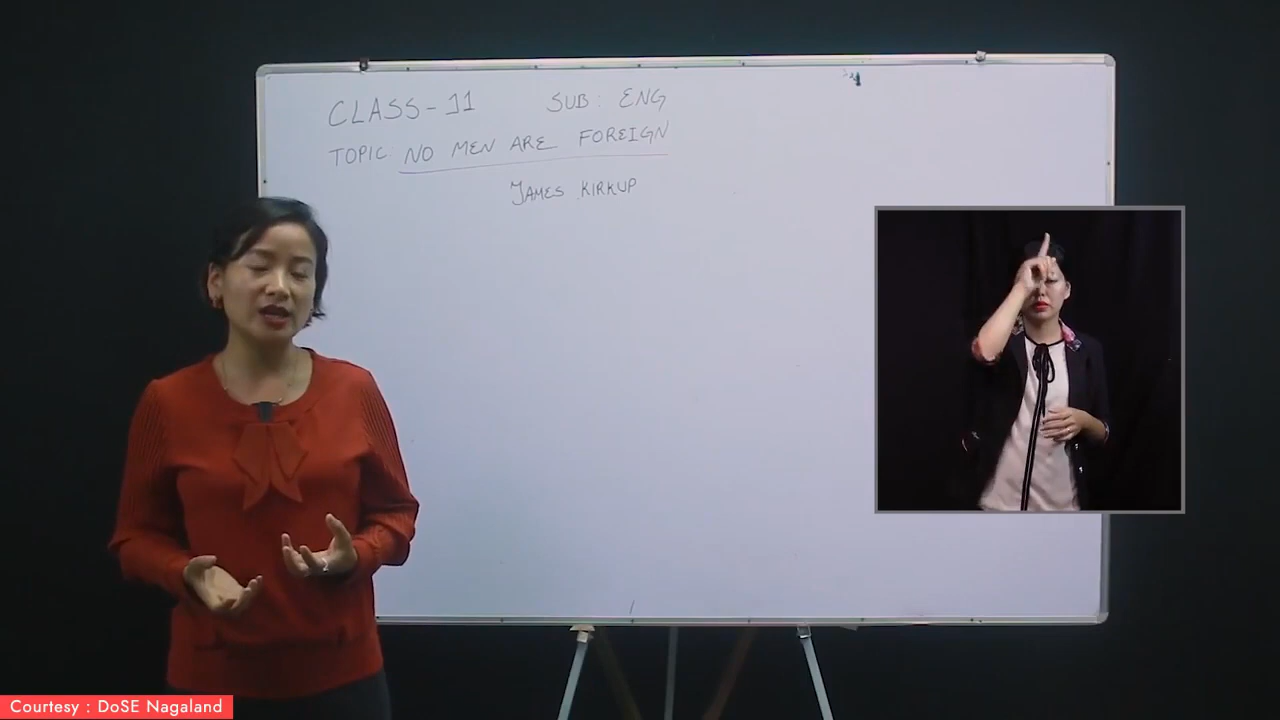 CLASS-11 SUB: ENG
TOPIC: NO MEN ARE FOREIGN
JAMES KIRKUP
Courtesy : DoSE Nagaland